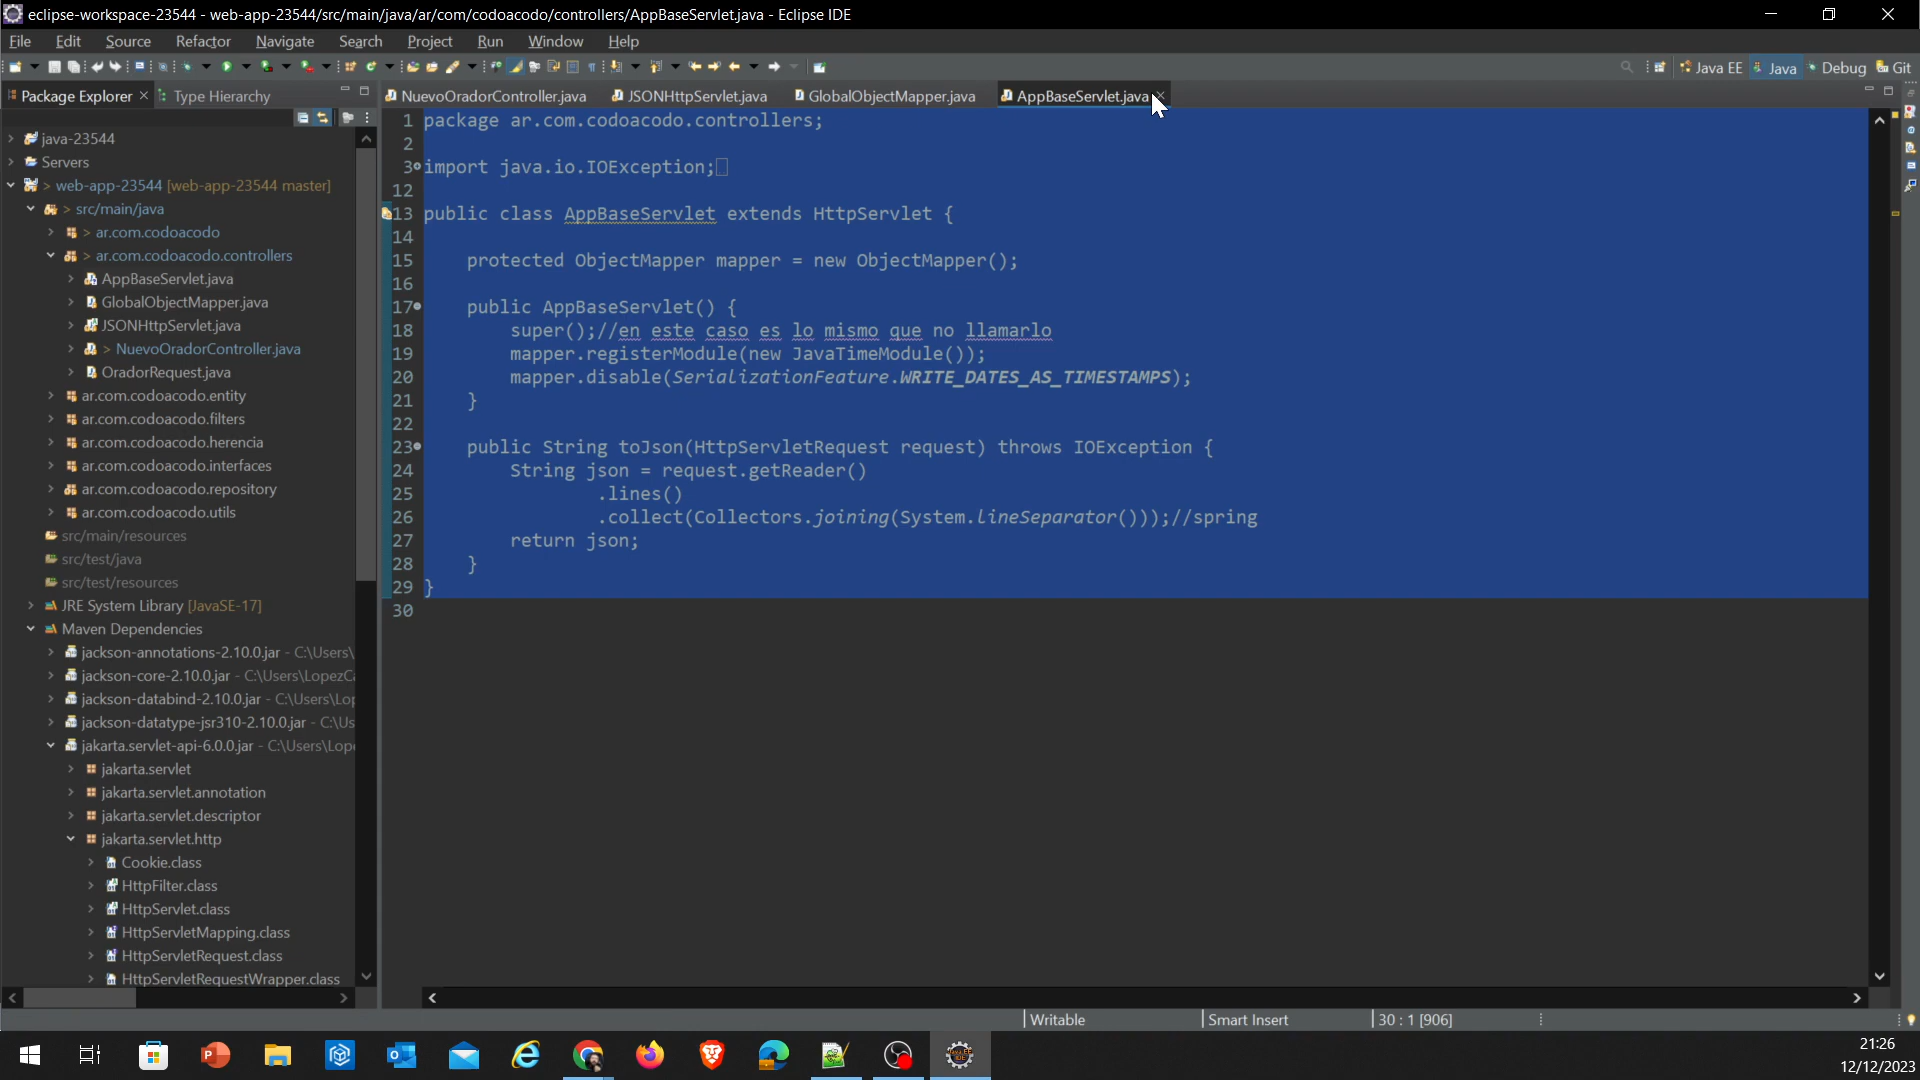 eclipse-workspace-23544 - web-app-23544/src/main/java/ar/com/codoacodo/controllers/AppBaseServlet.java - Eclipse IDE
File Edit Source Refactor Navigate Search Project Run Window Help
Java EE Java Debug Git
Package Explorer Type Hierarchy
NuevoOradorController.java JSONHttpServlet.java GlobalObjectMapper.java AppBaseServlet.java
java-23544
Servers
> web-app-23544 [web-app-23544 master]
> src/main/java
> ar.com.codoacodo
> ar.com.codoacodo.controllers
AppBaseServlet.java
GlobalObjectMapper.java
JSONHttpServlet.java
> NuevoOradorController.java
OradorRequest.java
ar.com.codoacodo.entity
ar.com.codoacodo.filters
ar.com.codoacodo.herencia
ar.com.codoacodo.interfaces
ar.com.codoacodo.repository
ar.com.codoacodo.utils
src/main/resources
src/test/java
src/test/resources
JRE System Library [JavaSE-17]
Maven Dependencies
jackson-annotations-2.10.0.jar - C:\Users\
jackson-core-2.10.0.jar - C:\Users\LopezC
jackson-databind-2.10.0.jar - C:\Users\Lo
jackson-datatype-jsr310-2.10.0.jar - C:\Us
jakarta.servlet-api-6.0.0.jar - C:\Users\Lop
jakarta.servlet
jakarta.servlet.annotation
jakarta.servlet.descriptor
jakarta.servlet.http
Cookie.class
HttpFilter.class
HttpServlet.class
HttpServletMapping.class
HttpServletRequest.class
HttpServletRequestWrapper.class
1 package ar.com.codoacodo.controllers;
2
3 import java.io.IOException;
12
13 public class AppBaseServlet extends HttpServlet {
14
15 protected ObjectMapper mapper = new ObjectMapper();
16
17 public AppBaseServlet() {
18 super();//en este caso es lo mismo que no llamarlo
19 mapper.registerModule(new JavaTimeModule());
20 mapper.disable(SerializationFeature.WRITE_DATES_AS_TIMESTAMPS);
21 }
22
23 public String toJson(HttpServletRequest request) throws IOException {
24 String json = request.getReader()
25 .lines()
26 .collect(Collectors.joining(System.lineSeparator()));//spring
27 return json;
28 }
29 }
30
Writable Smart Insert 30 : 1 [906]
21:26
12/12/2023